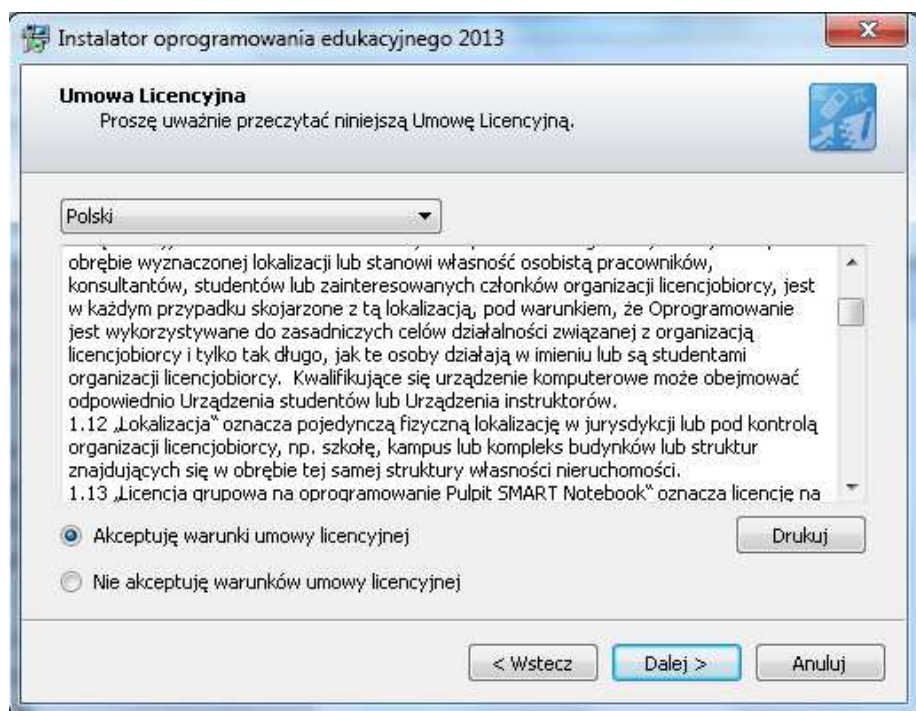 Instalator oprogramowania edukacyjnego 2013
Umowa Licencyjna
Proszę uważnie przeczytać niniejszą Umowę Licencyjną.
Polski
obrębie wyznaczonej lokalizacji lub stanowi własność osobistą pracowników,
konsultantów, studentów lub zainteresowanych członków organizacji licencjobiorcy, jest
w każdym przypadku skojarzone z tą lokalizacją, pod warunkiem, że Oprogramowanie
jest wykorzystywane do zasadniczych celów działalności związanej z organizacją
licencjobiorcy i tylko tak długo, jak te osoby działają w imieniu lub są studentami
organizacji licencjobiorcy.  Kwalifikujące się urządzenie komputerowe może obejmować
odpowiednio Urządzenia studentów lub Urządzenia instruktorów.
1.12 „Lokalizacja“ oznacza pojedynczą fizyczną lokalizację w jurysdykcji lub pod kontrolą
organizacji licencjobiorcy, np. szkołę, kampus lub kompleks budynków lub struktur
znajdujących się w obrębie tej samej struktury własności nieruchomości.
1.13 „Licencja grupowa na oprogramowanie Pulpit SMART Notebook“ oznacza licencję na
Akceptuję warunki umowy licencyjnej
Drukuj
Nie akceptuję warunków umowy licencyjnej
< Wstecz
Dalej >
Anuluj